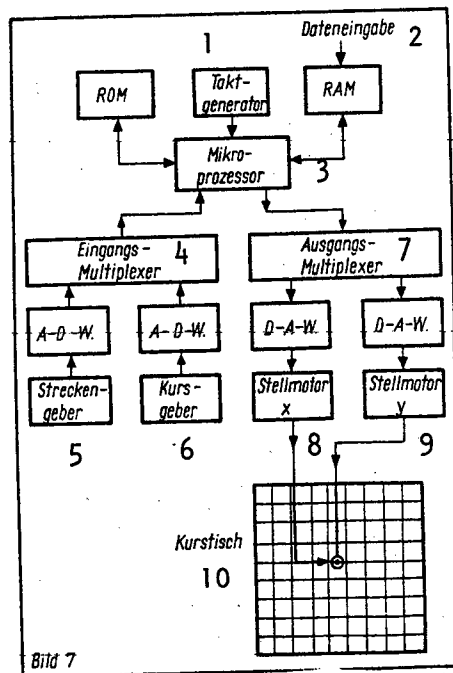 1
Dateneingabe 2
ROM
Takt-
generator
RAM
Mikro-
prozessor
3
Eingangs-
Multiplexer
4
Ausgangs-
Multiplexer
7
A-D-W.
A-D-W.
D-A-W.
D-A-W.
Strecken-
geber
Kurs-
geber
Stellmotor
x
Stellmotor
y
5
6
8
9
Kurstisch
10
Bild 7